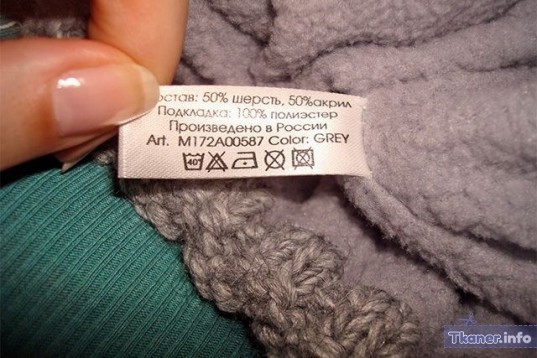 остав: 50% шерсть, 50%акрил
Подкладка: 100% полиэстер
Произведено в России
Art. M172A00587 Color: GREY
40°
Tkaner.info